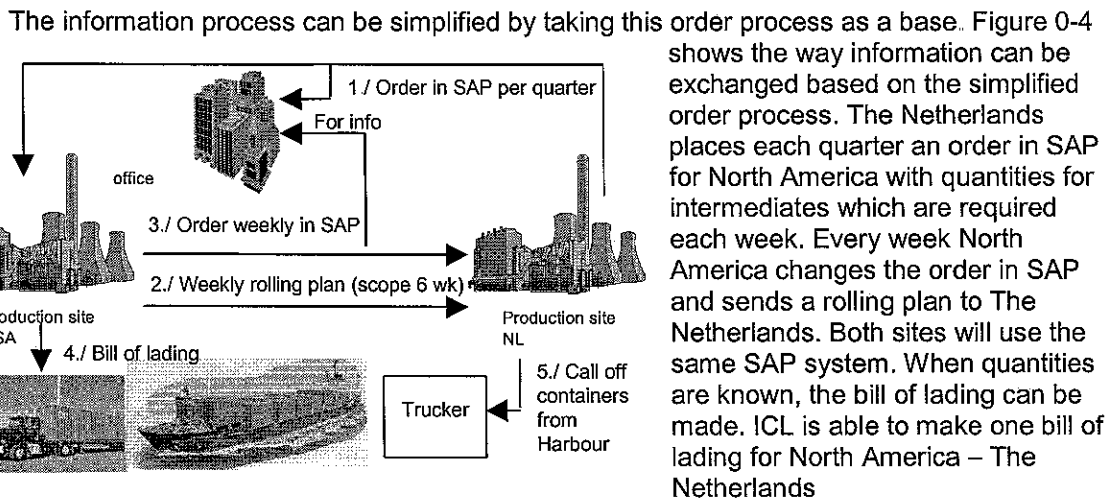 The information process can be simplified by taking this order process as a base. Figure 0-4
shows the way information can be
exchanged based on the simplified
order process. The Netherlands
places each quarter an order in SAP
for North America with quantities for
intermediates which are required
each week. Every week North
America changes the order in SAP
and sends a rolling plan to The
Netherlands. Both sites will use the
same SAP system. When quantities
are known, the bill of lading can be
made. ICL is able to make one bill of
lading for North America – The
Netherlands
1./ Order in SAP per quarter
For info
office
3./ Order weekly in SAP
2./ Weekly rolling plan (scope 6 wk)
oduction site
SA
Production site
NL
4./ Bill of lading
Trucker
5./ Call off
containers
from
Harbour